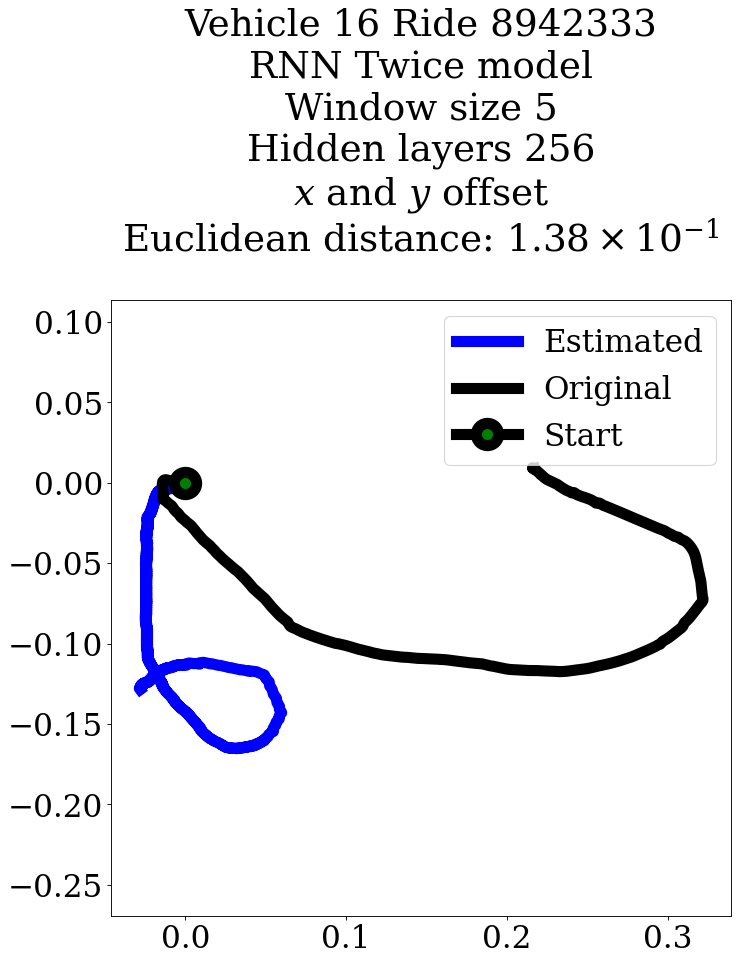 Vehicle 16 Ride 8942333
RNN Twice model
Window size 5
Hidden layers 256
x and y offset
Euclidean distance: 1.38 × 10⁻¹
Estimated
Original
Start
0.10
0.05
0.00
−0.05
−0.10
−0.15
−0.20
−0.25
0.0 0.1 0.2 0.3